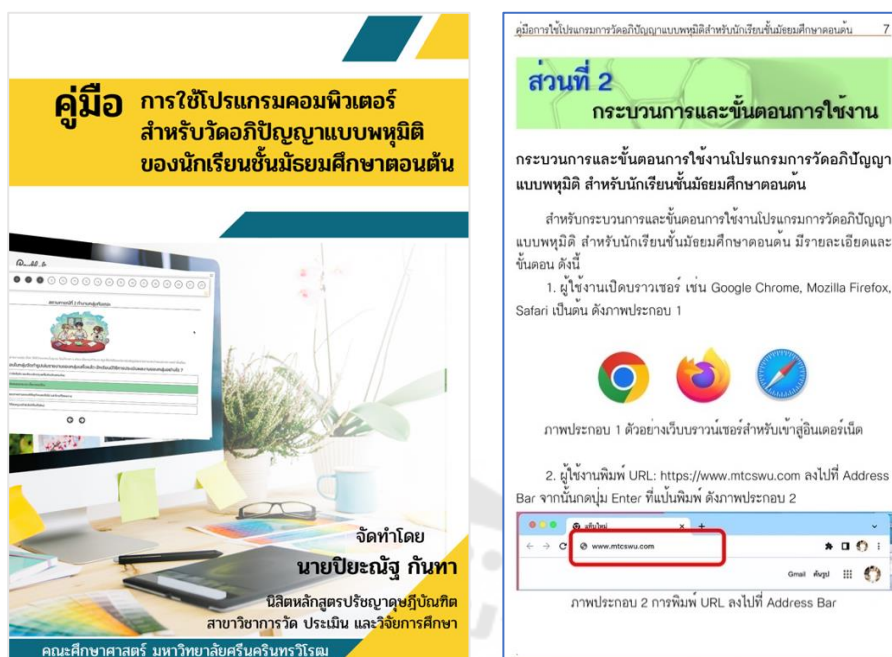 คู่มือ การใช้โปรแกรมคอมพิวเตอร์
สำหรับวัดอภิปัญญาแบบพหุมิติ
ของนักเรียนชั้นมัธยมศึกษาตอนต้น
จัดทำโดย
นายปิยะณัฐ กันทา
นิสิตหลักสูตรปรัชญาดุษฎีบัณฑิต
สาขาวิชาการวัด ประเมิน และวิจัยการศึกษา
คณะศึกษาศาสตร์ มหาวิทยาลัยศรีนครินทรวิโรฒ
คู่มือการใช้โปรแกรมการวัดอภิปัญญาแบบพหุมิติสำหรับนักเรียนชั้นมัธยมศึกษาตอนต้น 7
ส่วนที่ 2
กระบวนการและขั้นตอนการใช้งาน
กระบวนการและขั้นตอนการใช้งานโปรแกรมการวัดอภิปัญญา
แบบพหุมิติ สำหรับนักเรียนชั้นมัธยมศึกษาตอนต้น
สำหรับกระบวนการและขั้นตอนการใช้งานโปรแกรมการวัดอภิปัญญา
แบบพหุมิติ สำหรับนักเรียนชั้นมัธยมศึกษาตอนต้น มีรายละเอียดและ
ขั้นตอน ดังนี้
1. ผู้ใช้งานเปิดบราวเซอร์ เช่น Google Chrome, Mozilla Firefox,
Safari เป็นต้น ดังภาพประกอบ 1
ภาพประกอบ 1 ตัวอย่างเว็บบราวน์เซอร์สำหรับเข้าสู่อินเตอร์เน็ต
2. ผู้ใช้งานพิมพ์ URL: https://www.mtcswu.com ลงไปที่ Address
Bar จากนั้นกดปุ่ม Enter ที่แป้นพิมพ์ ดังภาพประกอบ 2
แท็บใหม่
www.mtcswu.com
Gmail ค้นรูป
ภาพประกอบ 2 การพิมพ์ URL ลงไปที่ Address Bar